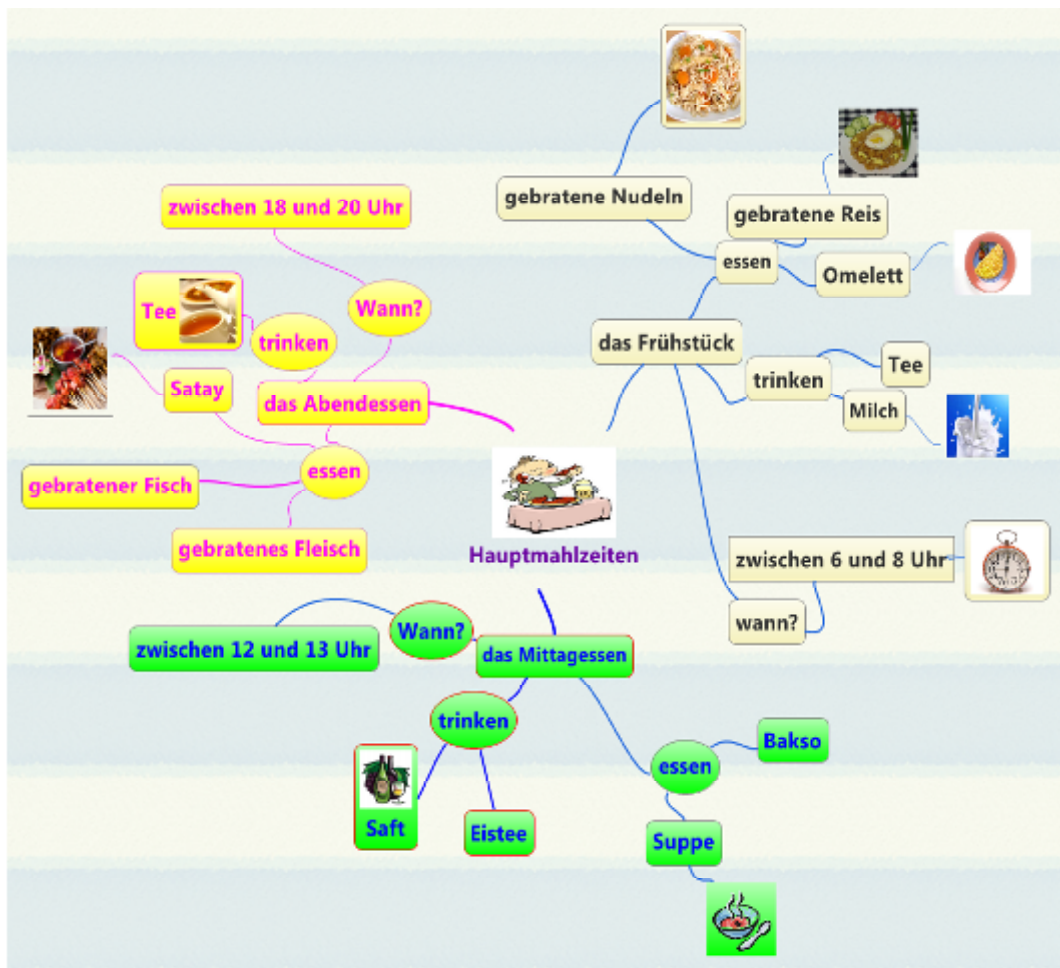 gebratene Nudeln
gebratene Reis
essen
Omelett
das Frühstück
trinken
Tee
Milch
zwischen 6 und 8 Uhr
wann?
zwischen 18 und 20 Uhr
Wann?
Tee
trinken
Satay
das Abendessen
essen
gebratener Fisch
gebratenes Fleisch
Hauptmahlzeiten
Wann?
zwischen 12 und 13 Uhr
das Mittagessen
trinken
Saft
Eistee
essen
Bakso
Suppe